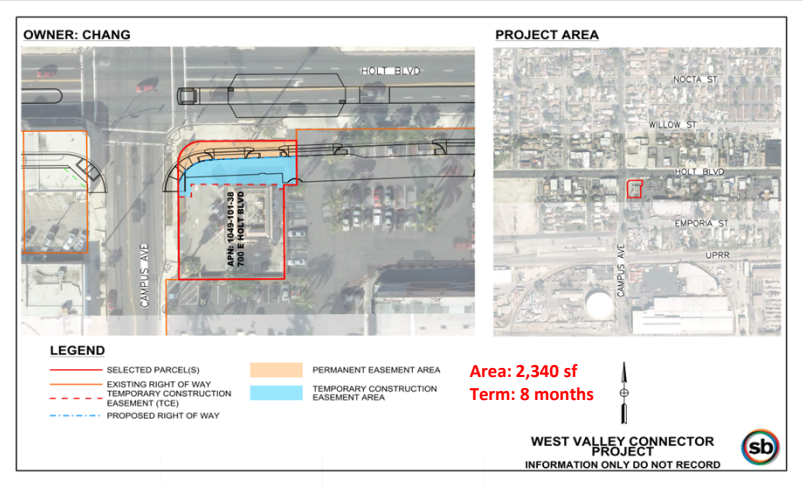 OWNER: CHANG
PROJECT AREA
HOLT BLVD
CAMPUS AVE
APN: 1049-101-38
700 E HOLT BLVD
NOCTA ST
WILLOW ST
HOLT BLVD
EMPORIA ST
UPRR
CAMPUS AVE
LEGEND
SELECTED PARCEL(S)
EXISTING RIGHT OF WAY
TEMPORARY CONSTRUCTION
EASEMENT (TCE)
PROPOSED RIGHT OF WAY
PERMANENT EASEMENT AREA
TEMPORARY CONSTRUCTION
EASEMENT AREA
Area: 2,340 sf
Term: 8 months
WEST VALLEY CONNECTOR
PROJECT
INFORMATION ONLY DO NOT RECORD
sb